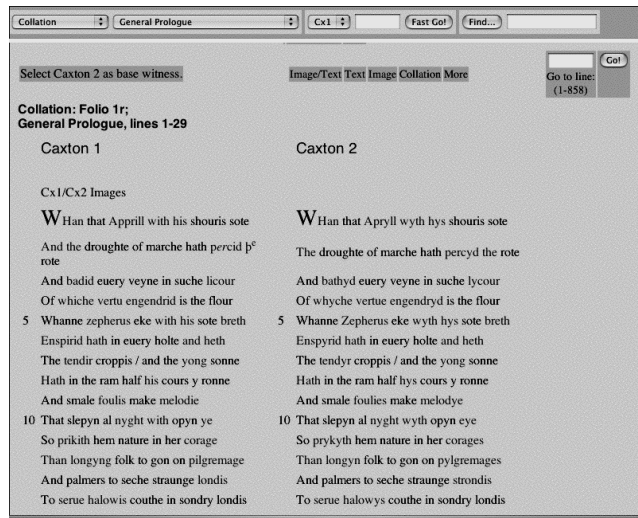 Collation General Prologue Cx1 Fast Go! Find...
Select Caxton 2 as base witness.
Image/Text Text Image Collation More
Go!
Go to line:
(1-858)
Collation: Folio 1r;
General Prologue, lines 1-29
Caxton 1
Cx1/Cx2 Images
WHan that Apprill with his shouris sote
And the droughte of marche hath percid þe
rote
And badid euery veyne in suche licour
Of whiche vertu engendrid is the flour
5 Whanne zepherus eke with his sote breth
Enspirid hath in euery holte and heth
The tendir croppis / and the yong sonne
Hath in the ram half his cours y ronne
And smale foulis make melodie
10 That slepyn al nyght with opyn ye
So prikith hem nature in her corage
Than longyng folk to gon on pilgremage
And palmers to seche straunge londis
To serue halowis couthe in sondry londis
Caxton 2
WHan that Apryll wyth hys shouris sote
The droughte of marche hath percyd the rote
And bathyd euery veyne in suche lycour
Of whyche vertue engendryd is the flour
5 Whanne Zepherus eke wyth hys sote breth
Enspyrid hath in euery holte and heth
The tendyr croppis / and the yong sonne
Hath in the ram half hys cours y ronne
And smale foulies make melodye
10 That slepyn al nyght wyth opyn eye
So prykyth hem nature in her corages
Than longyn folk to gon on pylgremages
And palmers to seche straunge strondis
To serue halowys couthe in sondry londis